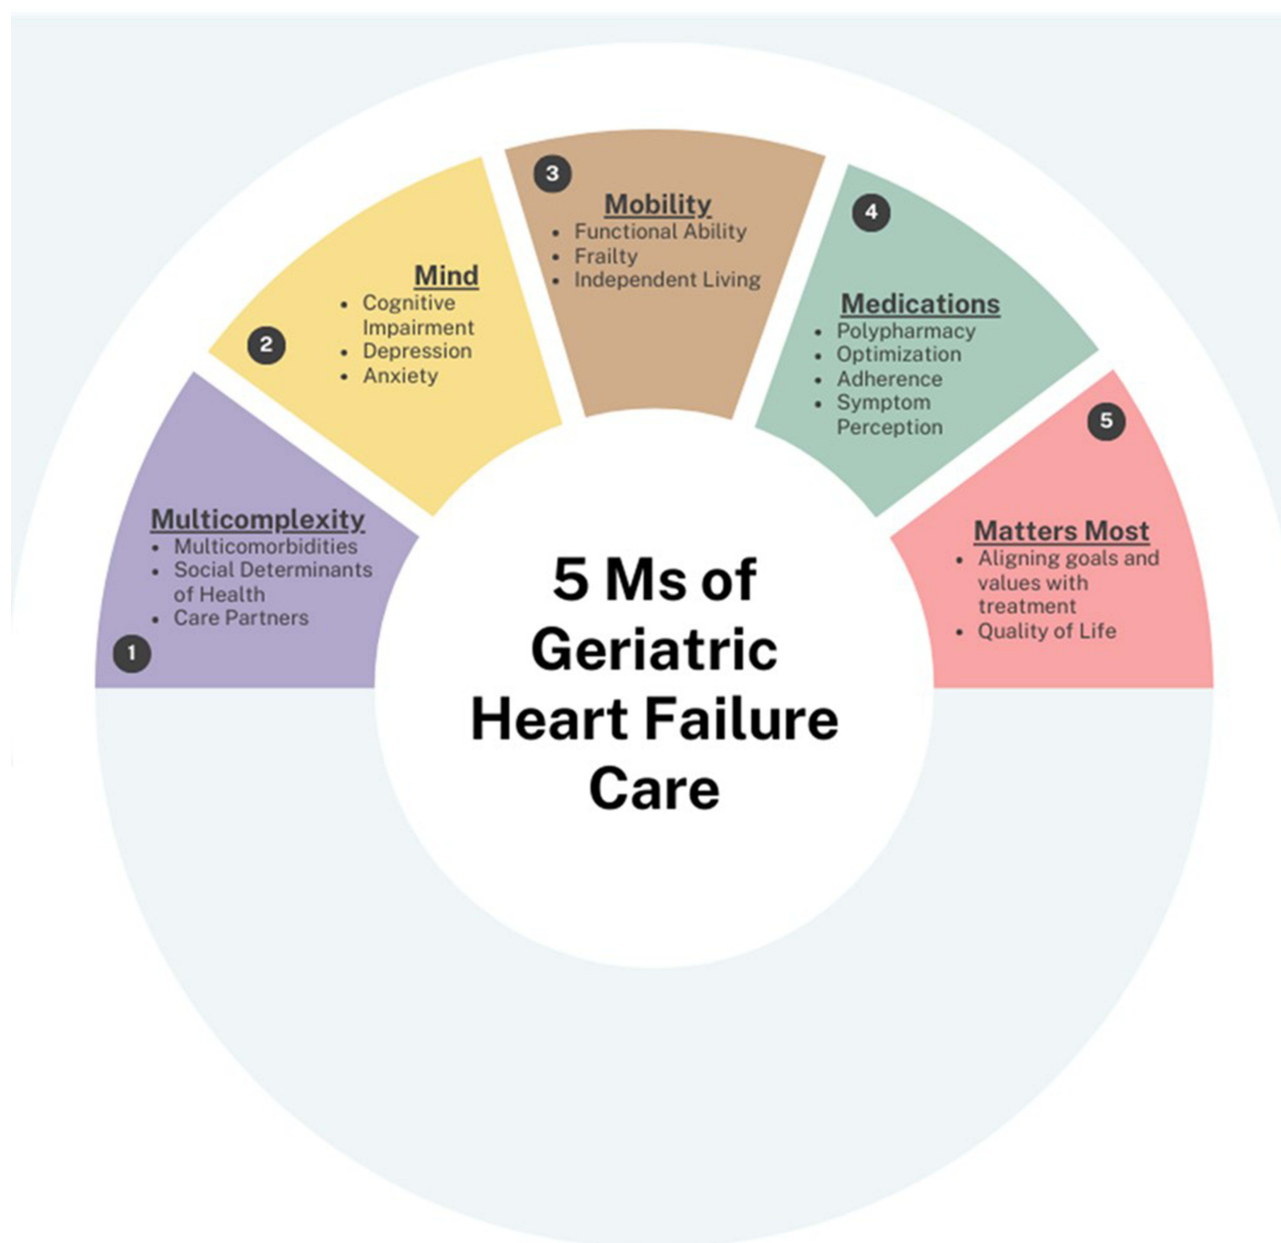 1
Multicomplexity
• Multicomorbidities
• Social Determinants
of Health
• Care Partners
2
Mind
• Cognitive
Impairment
• Depression
• Anxiety
3
Mobility
• Functional Ability
• Frailty
• Independent Living
4
Medications
• Polypharmacy
• Optimization
• Adherence
• Symptom
Perception
5
Matters Most
• Aligning goals and
values with
treatment
• Quality of Life
5 Ms of
Geriatric
Heart Failure
Care